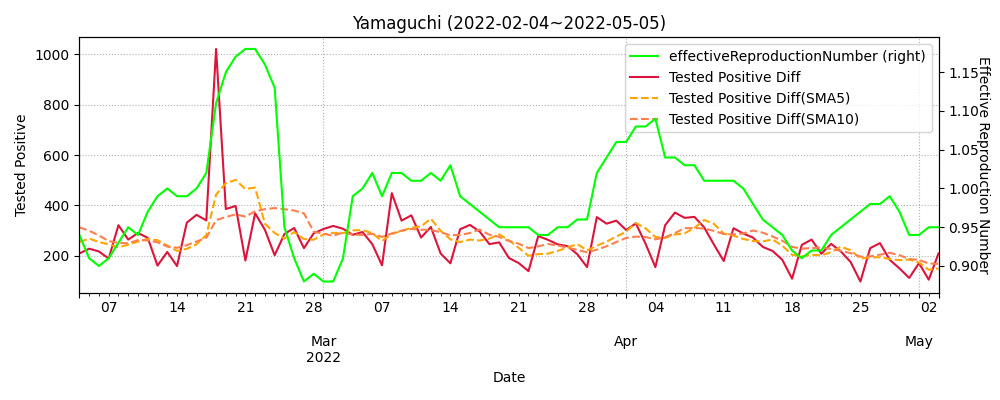 Yamaguchi (2022-02-04~2022-05-05)
effectiveReproductionNumber (right)
Tested Positive Diff
Tested Positive Diff(SMA5)
Tested Positive Diff(SMA10)
Tested Positive
1000
800
600
400
200
1.15
1.10
1.05
1.00
0.95
0.90
Effective Reproduction Number
07 14 21 28 07 14 21 28 04 11 18 25 02
Mar Apr May
2022
Date